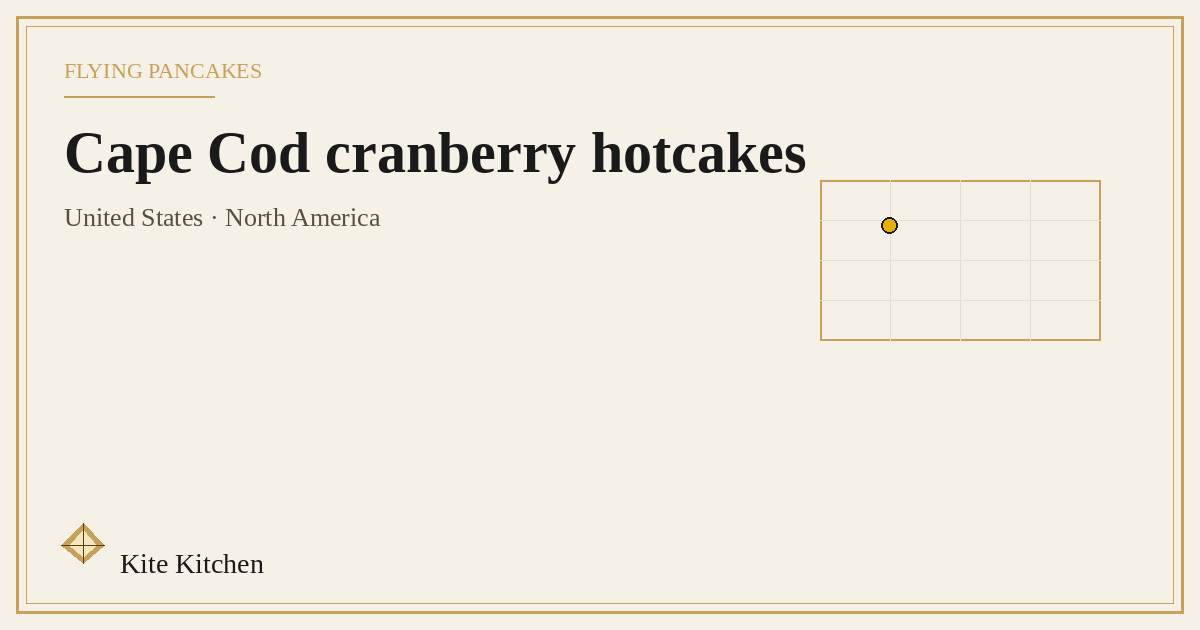 FLYING PANCAKES
Cape Cod cranberry hotcakes
United States · North America
Kite Kitchen